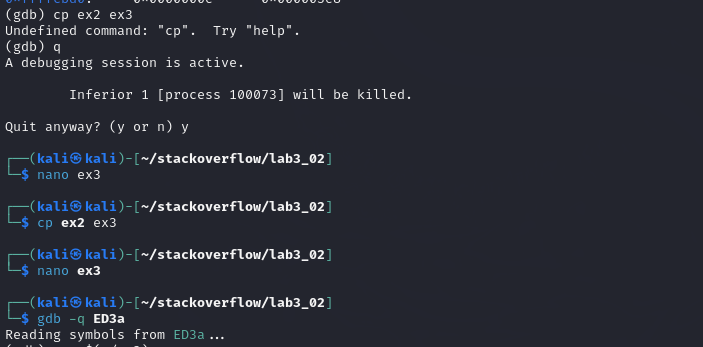 (gdb) cp ex2 ex3
Undefined command: "cp".  Try "help".
(gdb) q
A debugging session is active.
        Inferior 1 [process 100073] will be killed.
Quit anyway? (y or n) y
┌──(kali㉿kali)-[~/stackoverflow/lab3_02]
└─$ nano ex3
┌──(kali㉿kali)-[~/stackoverflow/lab3_02]
└─$ cp ex2 ex3
┌──(kali㉿kali)-[~/stackoverflow/lab3_02]
└─$ nano ex3
┌──(kali㉿kali)-[~/stackoverflow/lab3_02]
└─$ gdb -q ED3a
Reading symbols from ED3a...